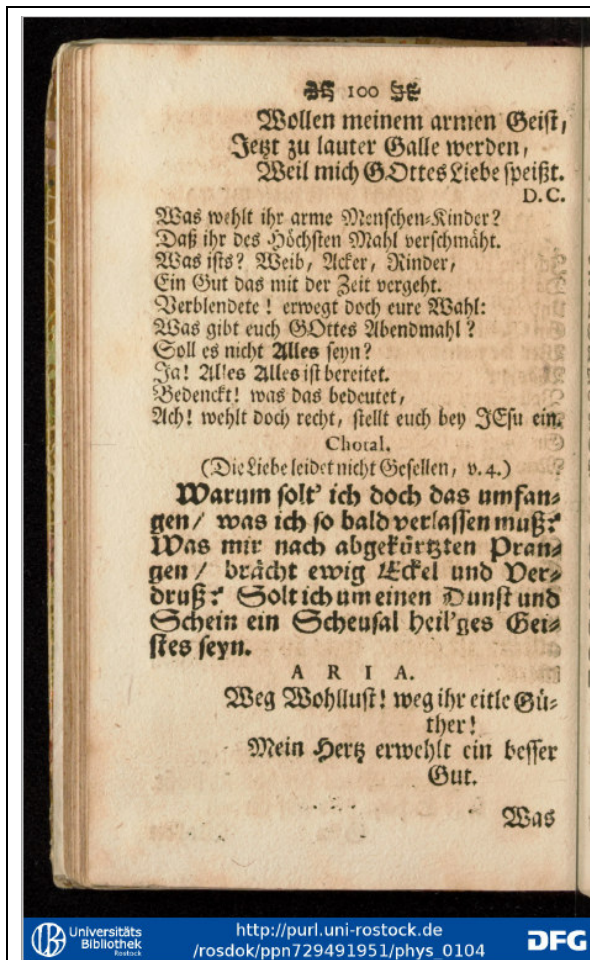 100
Wollen meinem armen Geist,
Jetzt zu lauter Galle werden,
Weil mich GOttes Liebe speißt.
D.C.
Was wehlt ihr arme Menschen-Kinder?
Daß ihr des Höchsten Mahl verschmäht.
Was ists? Weib, Acker, Rinder,
Ein Gut das mit der Zeit vergeht.
Verblendete! erwegt doch eure Wahl:
Was gibt euch GOttes Abendmahl?
Soll es nicht Alles seyn?
Ja! Alles Alles ist bereitet.
Bedenckt! was das bedeutet,
Ach! wehlt doch recht, stellt euch bey JEsu ein.
Choral.
(Die Liebe leidet nicht Gesellen, v. 4.)
Warum solt' ich doch das umfan-
gen / was ich so bald verlassen muß?
Was mir nach abgekürtzten Pran-
gen / brächt ewig Eckel und Ver-
druß? Solt ich um einen Dunst und
Schein ein Scheusal heil'ges Gei-
stes seyn.
ARIA.
Weg Wohllust! weg ihr eitle Gü-
ther!
Mein Hertz erwehlt ein besser
Gut.
Was
Universitäts
Bibliothek
Rostock
http://purl.uni-rostock.de
/rosdok/ppn729491951/phys_0104
DFG